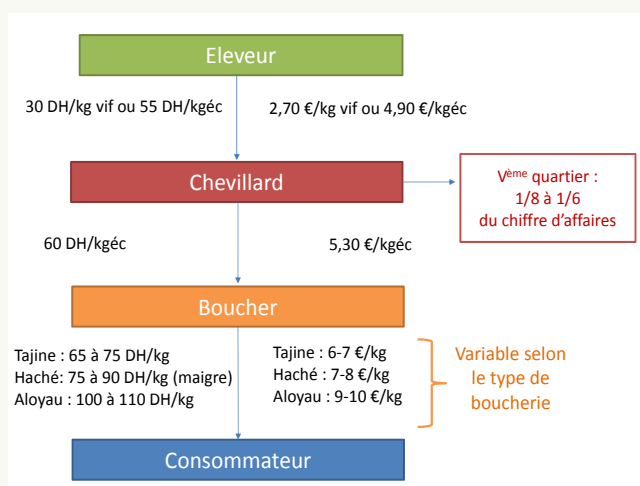 Eleveur
30 DH/kg vif ou 55 DH/kgéc
2,70 €/kg vif ou 4,90 €/kgéc
Chevillard
Vème quartier :
1/8 à 1/6
du chiffre d'affaires
60 DH/kgéc
5,30 €/kgéc
Boucher
Tajine : 65 à 75 DH/kg
Haché: 75 à 90 DH/kg (maigre)
Aloyau : 100 à 110 DH/kg
Tajine : 6-7 €/kg
Haché : 7-8 €/kg
Aloyau : 9-10 €/kg
Variable selon
le type de
boucherie
Consommateur